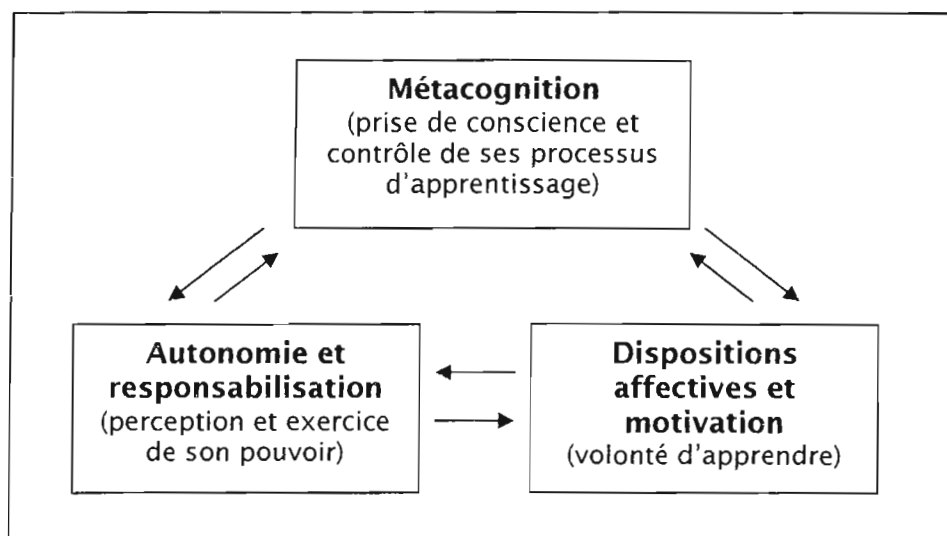 Métacognition
(prise de conscience et
contrôle de ses processus
d'apprentissage)
Autonomie et
responsabilisation
(perception et exercice
de son pouvoir)
Dispositions
affectives et
motivation
(volonté d'apprendre)